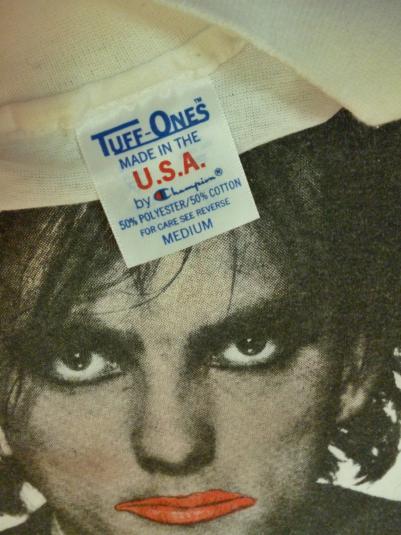 TUFF-ONES™
MADE IN THE
U.S.A.
by Champion®
50% POLYESTER/50% COTTON
FOR CARE SEE REVERSE
MEDIUM